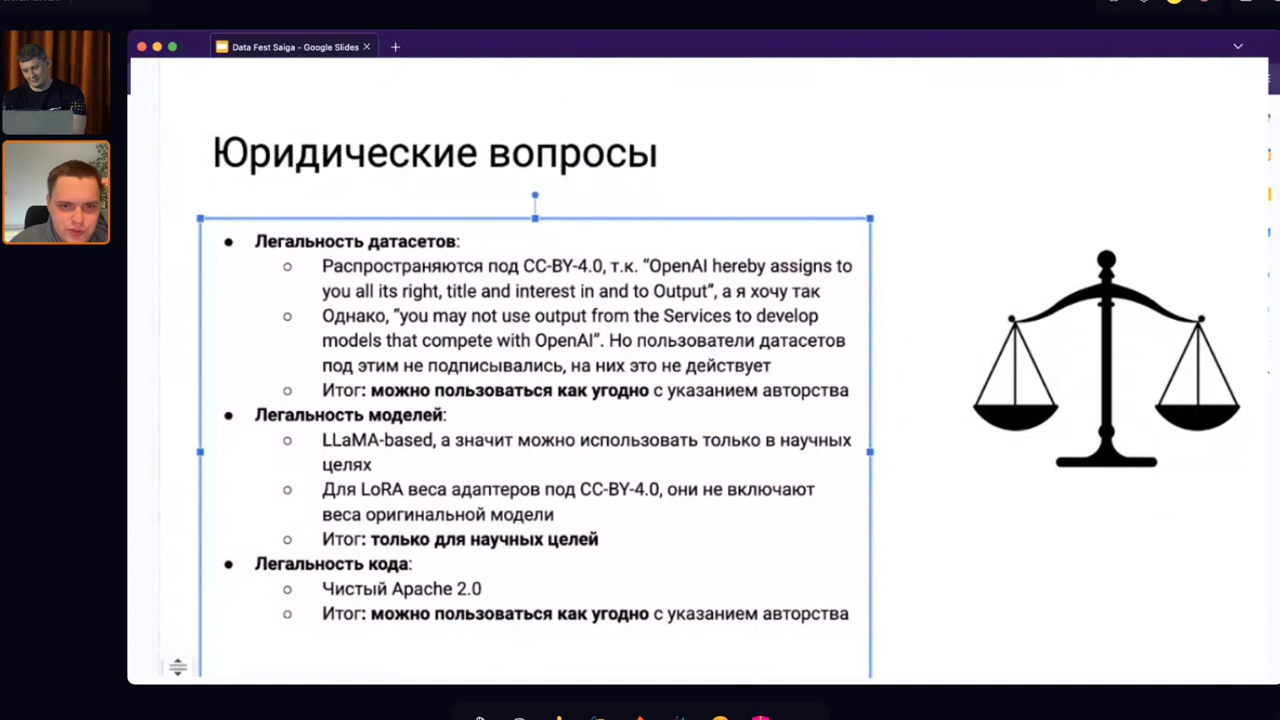 Data Fest Saiga - Google Slides
Юридические вопросы
● Легальность датасетов:
○ Распространяются под CC-BY-4.0, т.к. “OpenAI hereby assigns to
you all its right, title and interest in and to Output”, а я хочу так
○ Однако, “you may not use output from the Services to develop
models that compete with OpenAI”. Но пользователи датасетов
под этим не подписывались, на них это не действует
○ Итог: можно пользоваться как угодно с указанием авторства
● Легальность моделей:
○ LLaMA-based, а значит можно использовать только в научных
целях
○ Для LoRA веса адаптеров под CC-BY-4.0, они не включают
веса оригинальной модели
○ Итог: только для научных целей
● Легальность кода:
○ Чистый Apache 2.0
○ Итог: можно пользоваться как угодно с указанием авторства